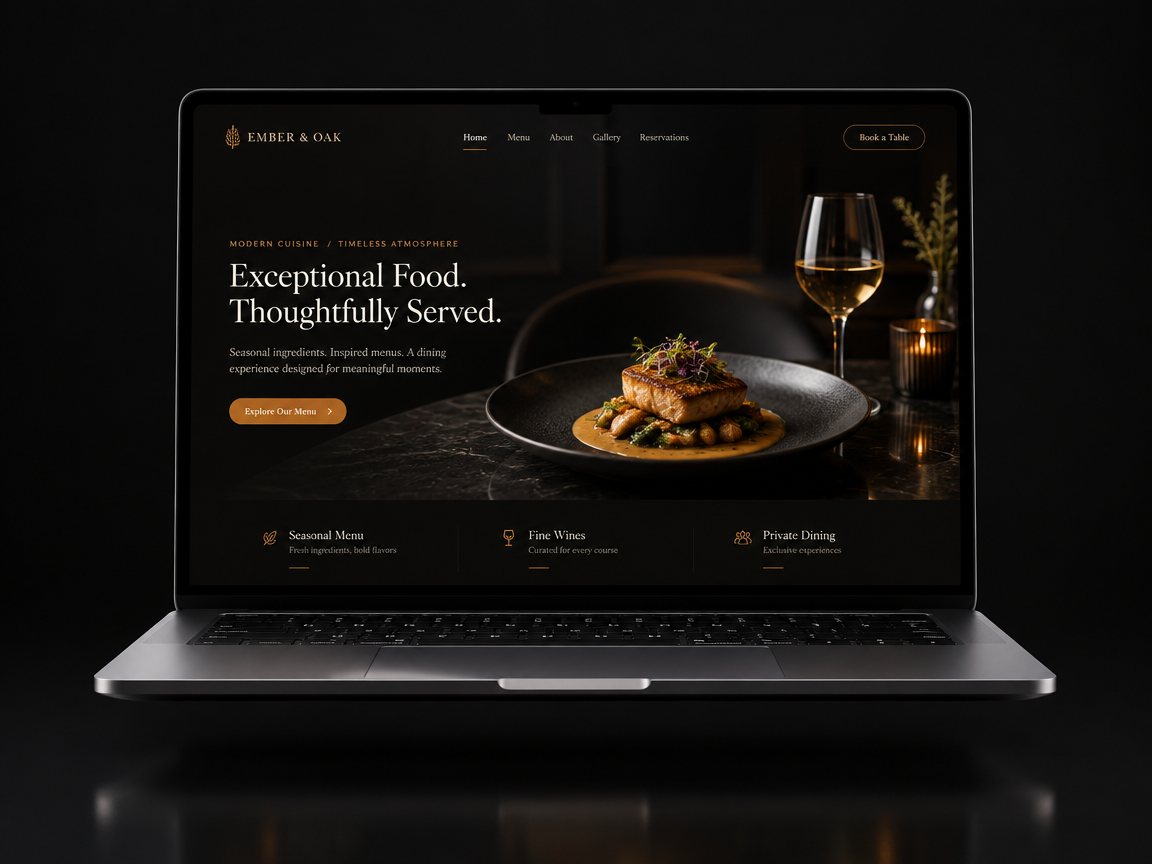 EMBER & OAK
Home Menu About Gallery Reservations
Book a Table
MODERN CUISINE / TIMELESS ATMOSPHERE
Exceptional Food.
Thoughtfully Served.
Seasonal ingredients. Inspired menus. A dining
experience designed for meaningful moments.
Explore Our Menu
Seasonal Menu
Fresh ingredients, bold flavors
Fine Wines
Curated for every course
Private Dining
Exclusive experiences